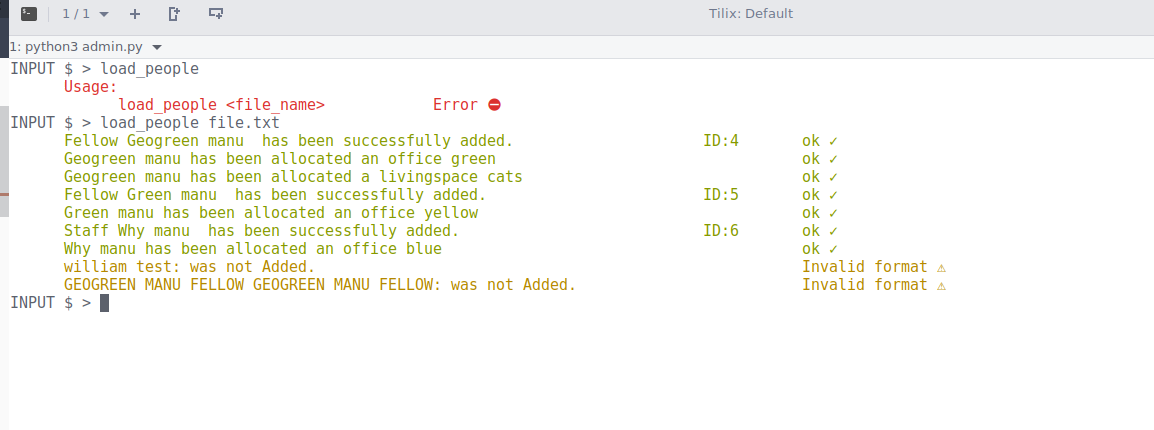 1 / 1
Tilix: Default
1: python3 admin.py
INPUT $ > load_people
Usage:
load_people <file_name> Error ⛔
INPUT $ > load_people file.txt
Fellow Geogreen manu  has been successfully added. ID:4 ok ✓
Geogreen manu has been allocated an office green ok ✓
Geogreen manu has been allocated a livingspace cats ok ✓
Fellow Green manu  has been successfully added. ID:5 ok ✓
Green manu has been allocated an office yellow ok ✓
Staff Why manu  has been successfully added. ID:6 ok ✓
Why manu has been allocated an office blue ok ✓
william test: was not Added. Invalid format ⚠
GEOGREEN MANU FELLOW GEOGREEN MANU FELLOW: was not Added. Invalid format ⚠
INPUT $ >